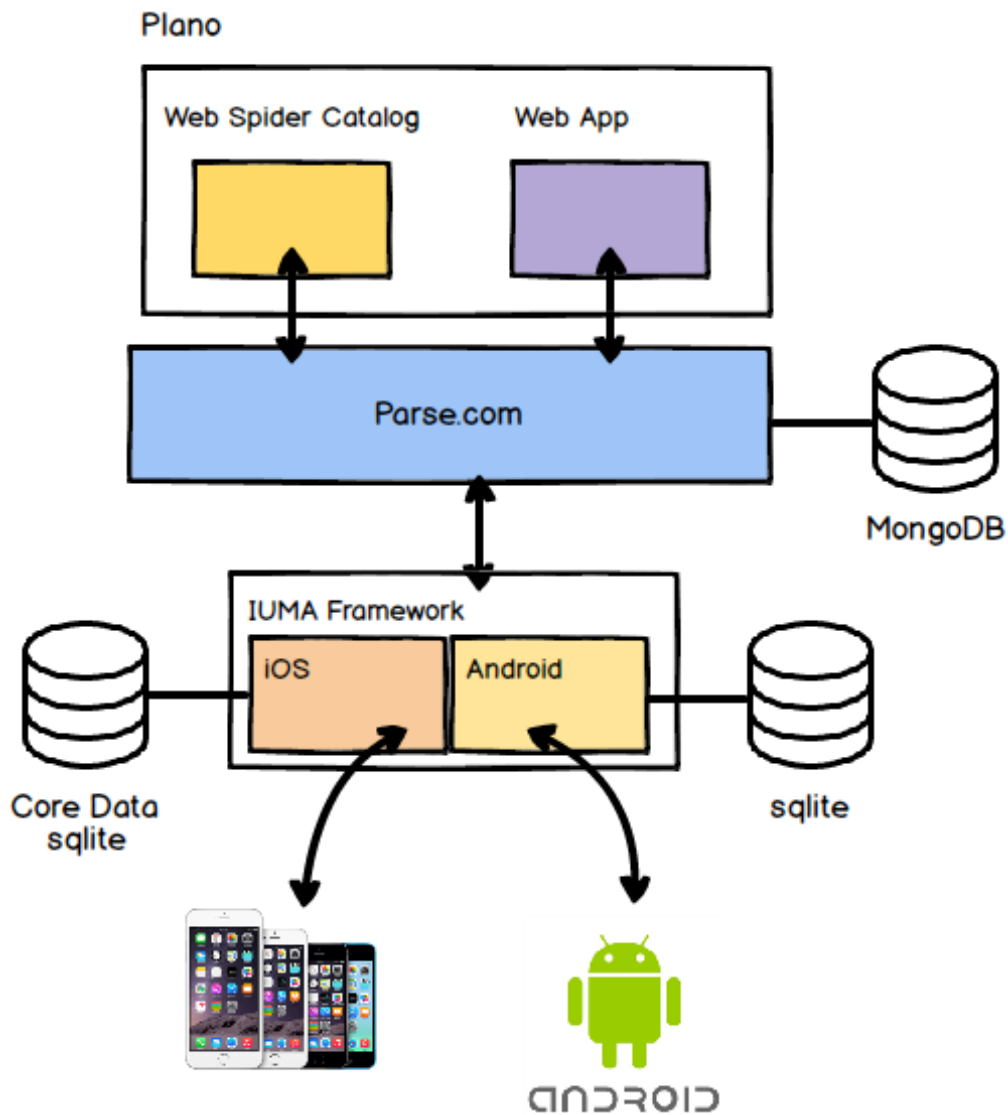 Plano
Web Spider Catalog
Web App
Parse.com
MongoDB
IUMA Framework
iOS
Android
Core Data
sqlite
sqlite
ANDROID